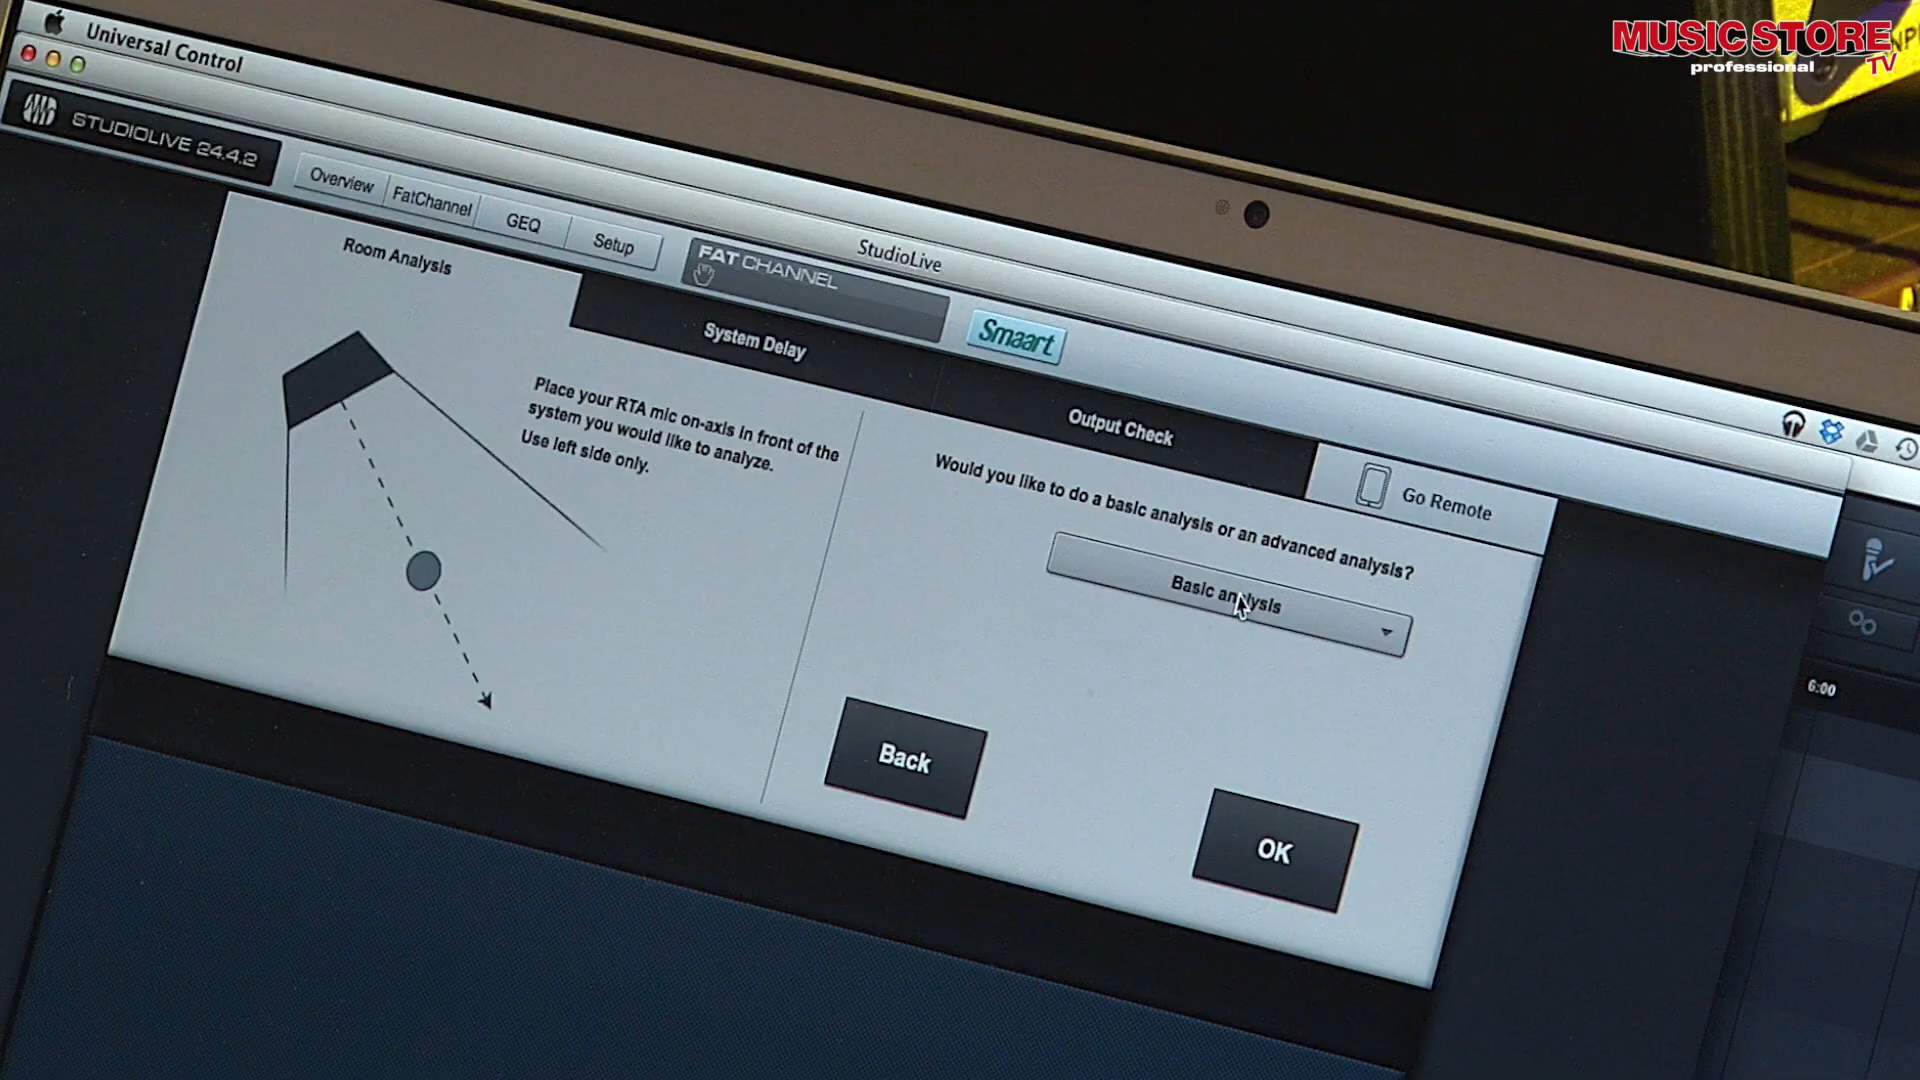 MUSIC STORE
professional
TV
Universal Control
STUDIOLIVE 24.4.2
Overview
FatChannel
GEQ
Setup
FAT CHANNEL
StudioLive
Smaart
Room Analysis
System Delay
Output Check
Go Remote
Place your RTA mic on-axis in front of the
system you would like to analyze.
Use left side only.
Would you like to do a basic analysis or an advanced analysis?
Basic analysis
Back
OK
6:00